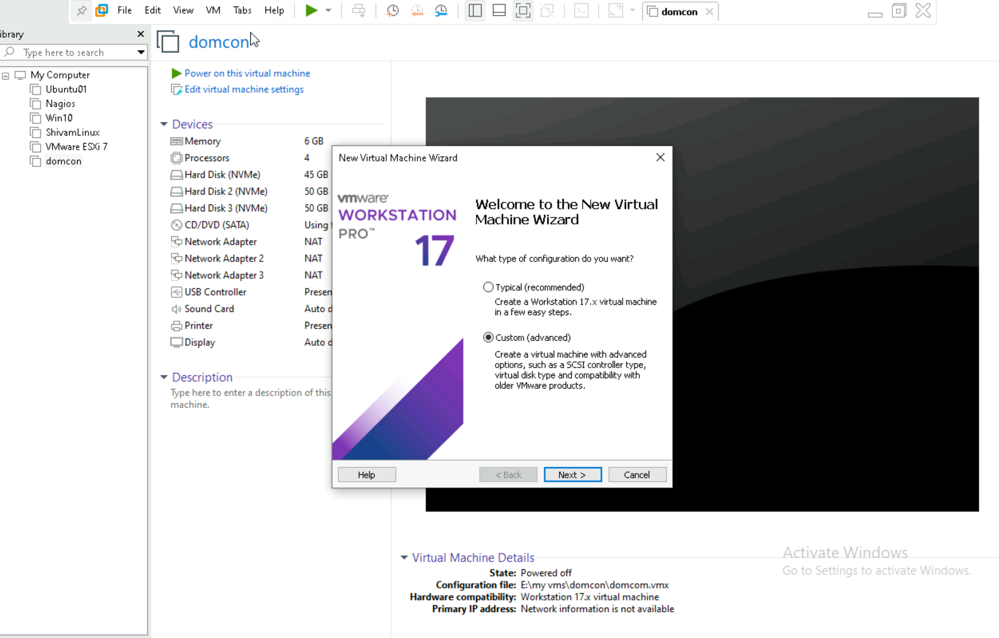 File Edit View VM Tabs Help domcon
ibrary
Type here to search
My Computer
Ubuntu01
Nagios
Win10
ShivamLinux
VMware ESXi 7
domcon
domcon
Power on this virtual machine
Edit virtual machine settings
Devices
Memory 6 GB
Processors 4
Hard Disk (NVMe) 45 GB
Hard Disk 2 (NVMe) 50 GB
Hard Disk 3 (NVMe) 50 GB
CD/DVD (SATA) Using f
Network Adapter NAT
Network Adapter 2 NAT
Network Adapter 3 NAT
USB Controller Presen
Sound Card Auto d
Printer Presen
Display Auto d
Description
Type here to enter a description of this
machine.
New Virtual Machine Wizard
vmware®
WORKSTATION
PRO™
17
Welcome to the New Virtual
Machine Wizard
What type of configuration do you want?
Typical (recommended)
Create a Workstation 17.x virtual machine
in a few easy steps.
Custom (advanced)
Create a virtual machine with advanced
options, such as a SCSI controller type,
virtual disk type and compatibility with
older VMware products.
Help < Back Next > Cancel
Virtual Machine Details
State: Powered off
Configuration file: E:\my vms\domcon\domcom.vmx
Hardware compatibility: Workstation 17.x virtual machine
Primary IP address: Network information is not available
Activate Windows
Go to Settings to activate Windows.